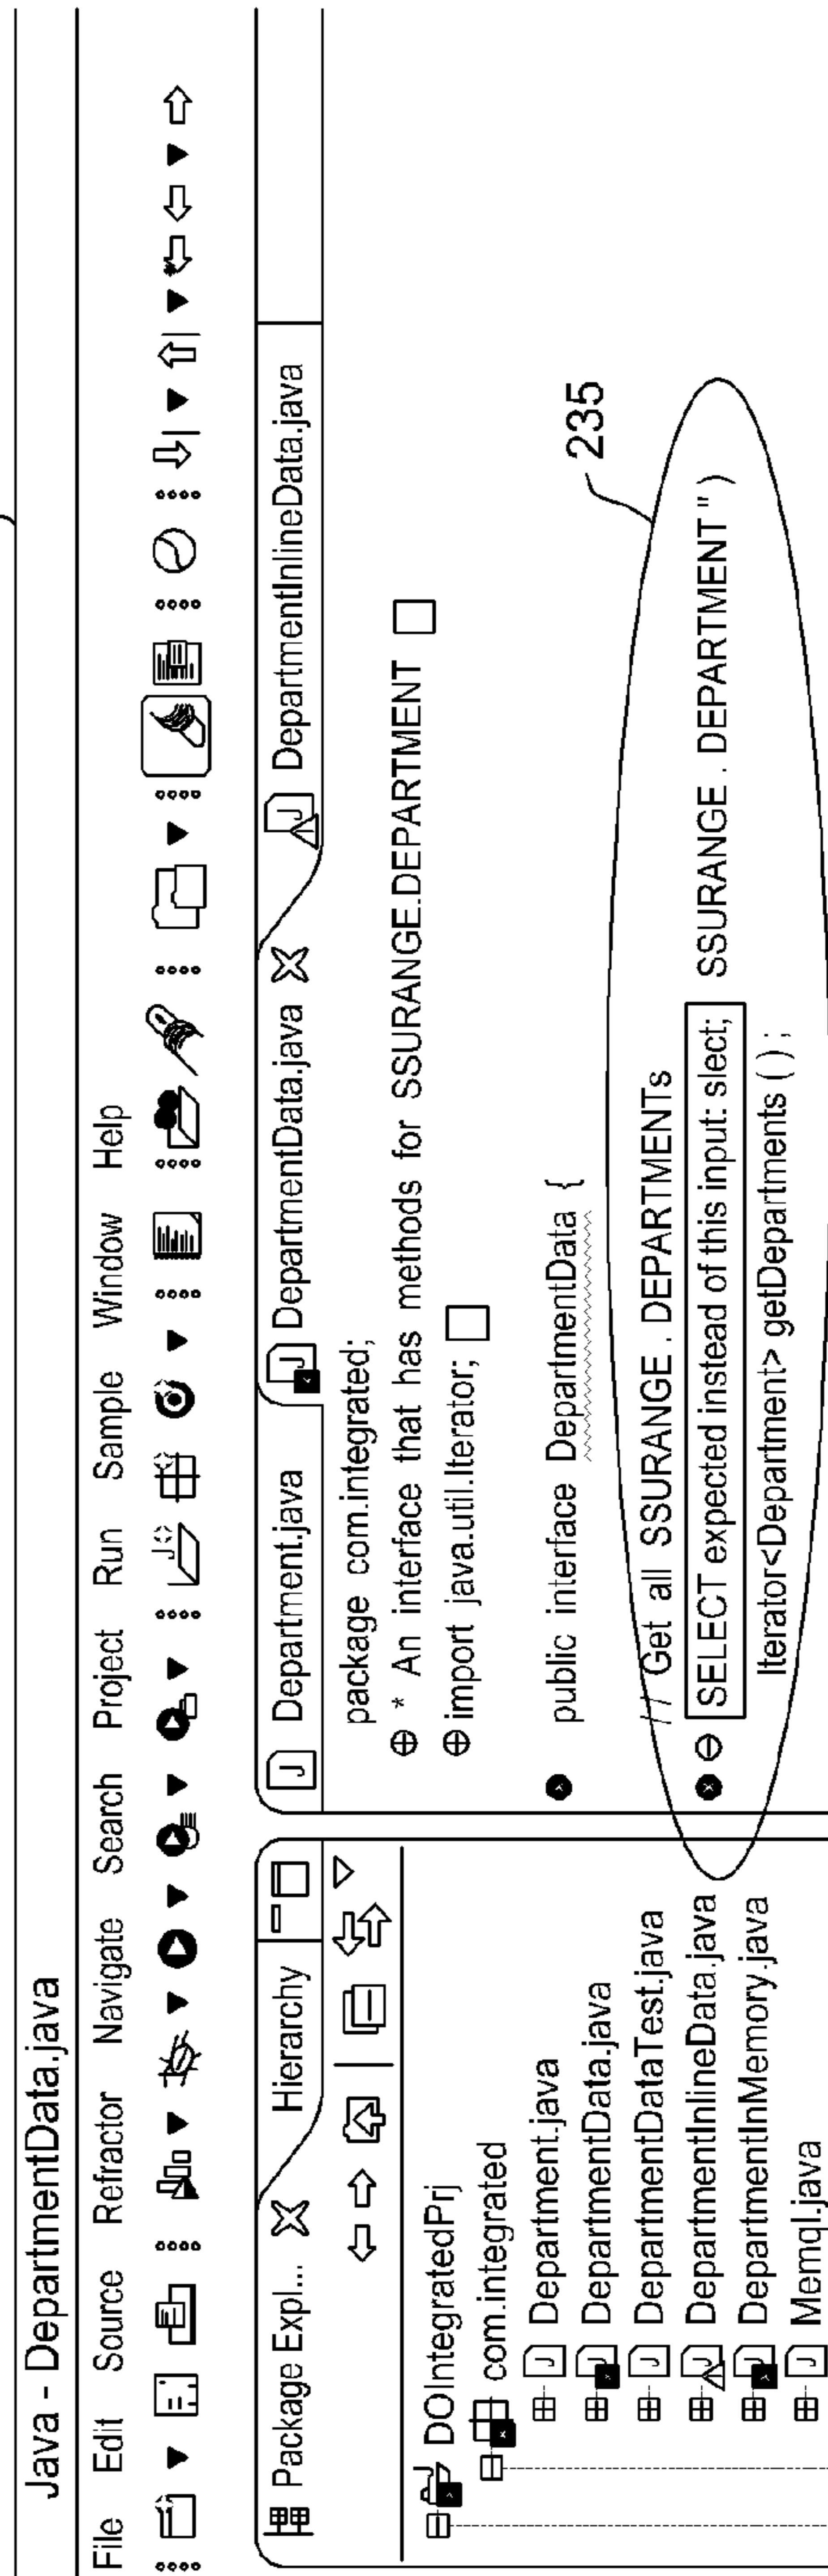 Java - DepartmentData.java
File Edit Source Refractor Navigate Search Project Run Sample Window Help
Package Expl... Hierarchy
DOIntegratedPrj
com.integrated
Department.java
DepartmentData.java
DepartmentDataTest.java
DepartmentInlineData.java
DepartmentInMemory.java
Memql.java
Department.java DepartmentData.java DepartmentInlineData.java
package com.integrated;
* An interface that has methods for SSURANGE.DEPARTMENT
import java.util.Iterator;
public interface DepartmentData {
// Get all SSURANGE . DEPARTMENTs
SELECT expected instead of this input: slect; SSURANGE . DEPARTMENT " )
Iterator<Department> getDepartments ( ) ;
235